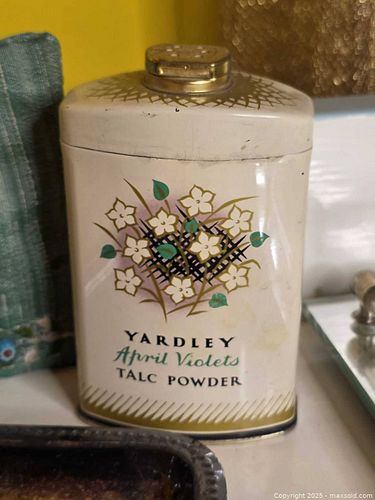 YARDLEY
April Violets
TALC POWDER
Copyright 2025 - maxsold.com